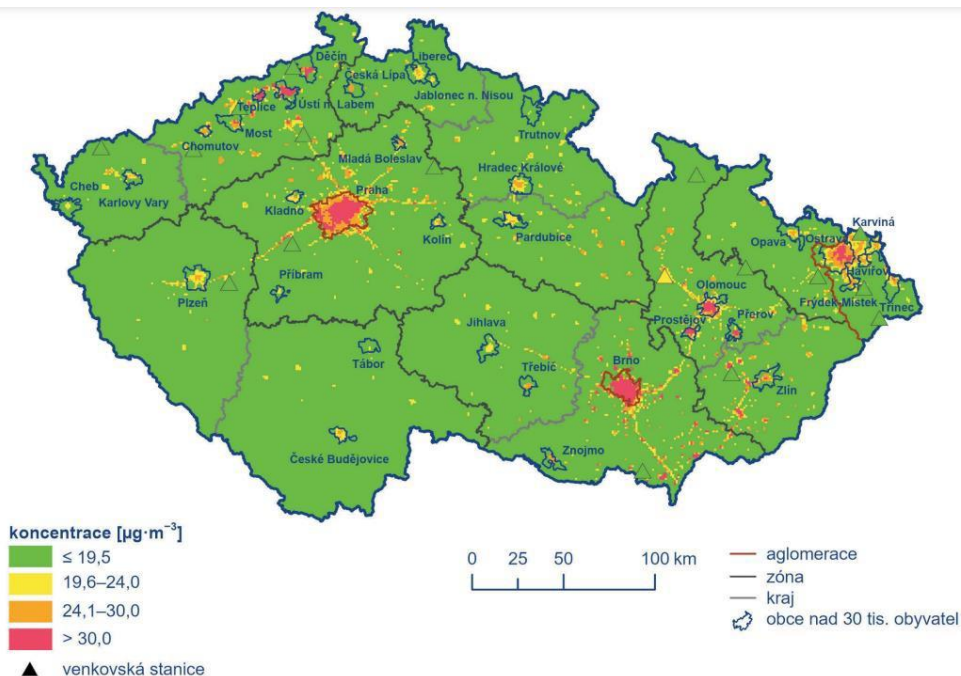 Děčín
Liberec
Česká Lípa
Jablonec n. Nisou
Teplice
Ústí n. Labem
Most
Chomutov
Trutnov
Mladá Boleslav
Hradec Králové
Cheb
Karlovy Vary
Praha
Kladno
Kolín
Pardubice
Karviná
Opava
Ostrava
Havířov
Příbram
Plzeň
Olomouc
Frýdek-Místek
Třinec
Prostějov
Přerov
Jihlava
Tábor
Třebíč
Brno
Zlín
České Budějovice
Znojmo
koncentrace [µg·m⁻³]
≤ 19,5
19,6–24,0
24,1–30,0
> 30,0
venkovská stanice
0 25 50 100 km
aglomerace
zóna
kraj
obce nad 30 tis. obyvatel